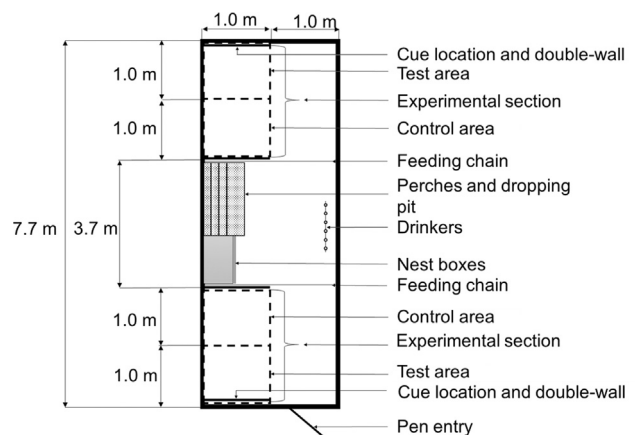 1.0 m 1.0 m
Cue location and double-wall
1.0 m
Test area
Experimental section
1.0 m
Control area
Feeding chain
Perches and dropping
pit
7.7 m 3.7 m
Drinkers
Nest boxes
Feeding chain
1.0 m
Control area
Experimental section
1.0 m
Test area
Cue location and double-wall
Pen entry